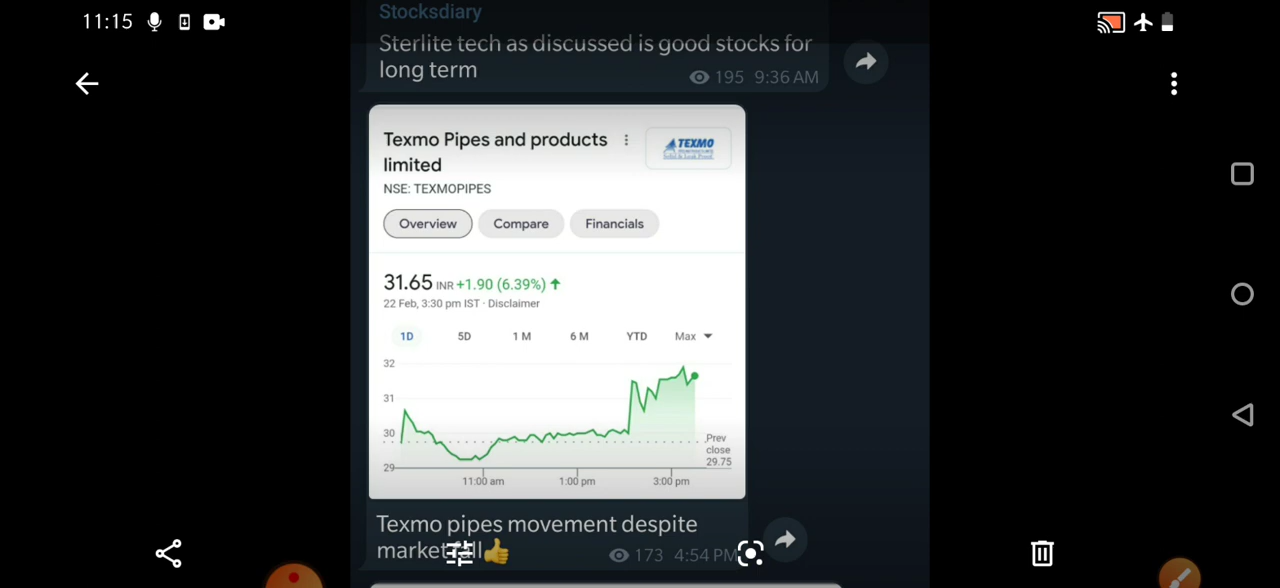 11:15
Stocksdiary
Sterlite tech as discussed is good stocks for
long term
195 9:36 AM
Texmo Pipes and products
limited
TEXMO
NSE: TEXMOPIPES
Overview Compare Financials
31.65 INR +1.90 (6.39%)
22 Feb, 3:30 pm IST · Disclaimer
1D 5D 1 M 6 M YTD Max
32
31
30
29
Prev
close
29.75
11:00 am 1:00 pm 3:00 pm
Texmo pipes movement despite
market fall👍
173 4:54 PM